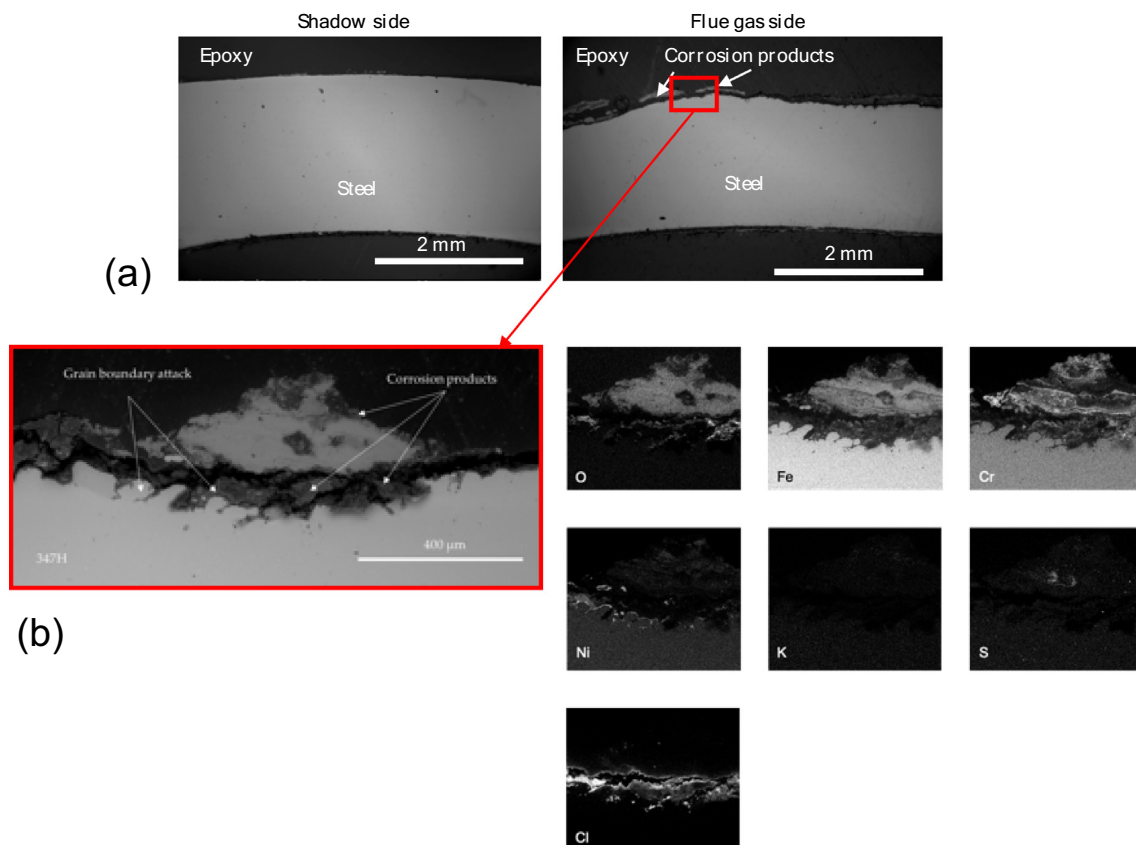 Shadow side
Flue gas side
Epoxy
Steel
2 mm
Epoxy
Corrosion products
Steel
2 mm
(a)
Grain boundary attack
Corrosion products
347H
400 µm
(b)
O
Fe
Cr
Ni
K
S
Cl